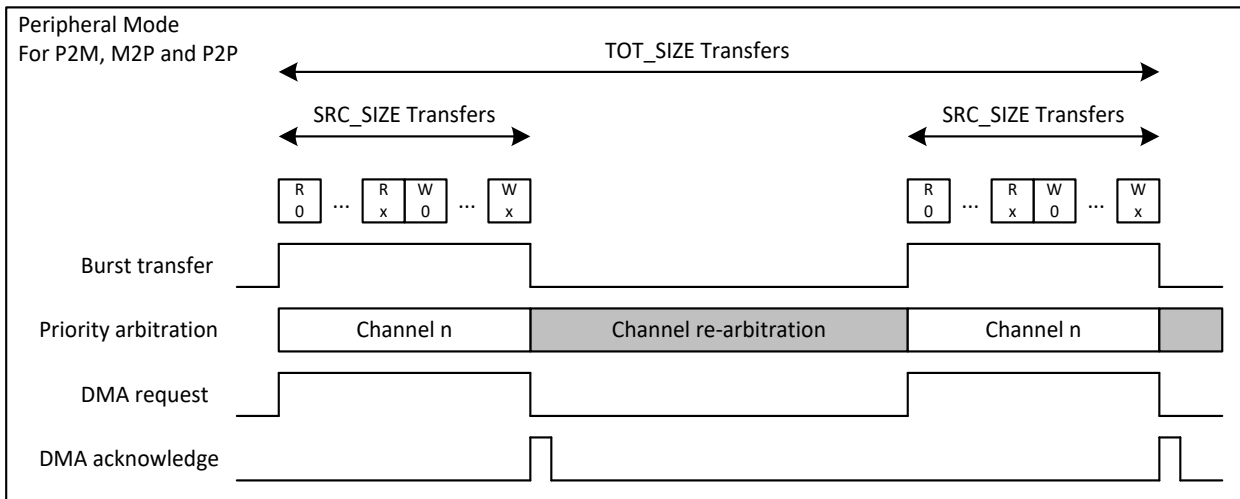 Peripheral Mode
For P2M, M2P and P2P
TOT_SIZE Transfers
SRC_SIZE Transfers SRC_SIZE Transfers
R R W W R R W W
0 ... x 0 ... x 0 ... x 0 ... x
Burst transfer
Priority arbitration Channel n Channel re-arbitration Channel n
DMA request
DMA acknowledge